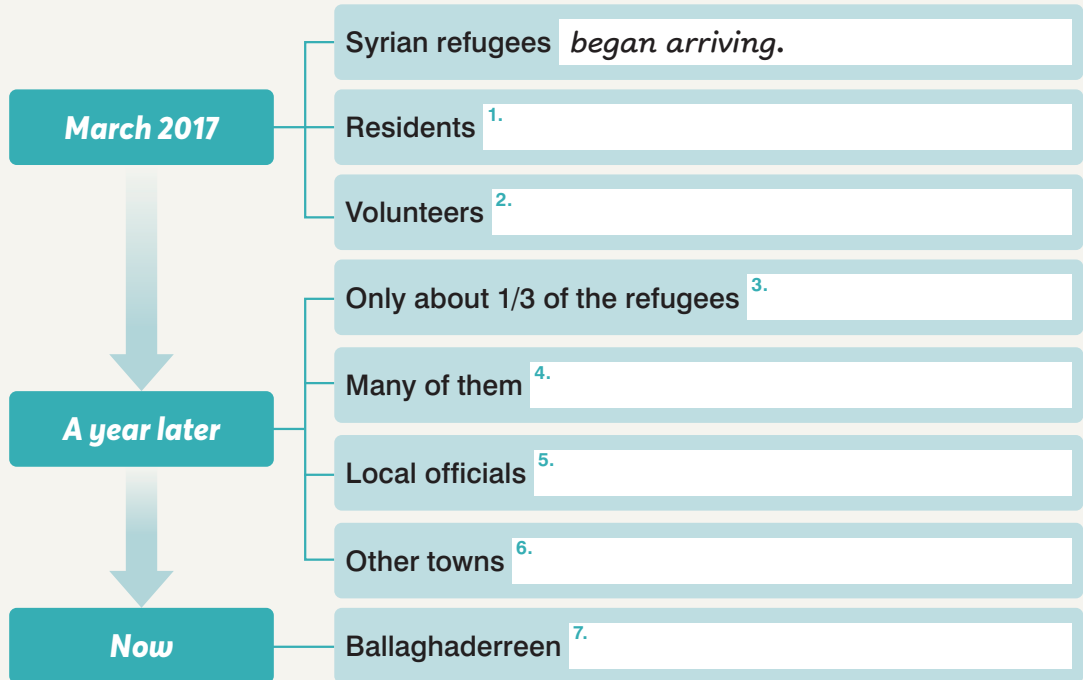 Syrian refugees began arriving.
March 2017
Residents 1.
Volunteers 2.
Only about 1/3 of the refugees 3.
Many of them 4.
A year later
Local officials 5.
Other towns 6.
Now
Ballaghaderreen 7.